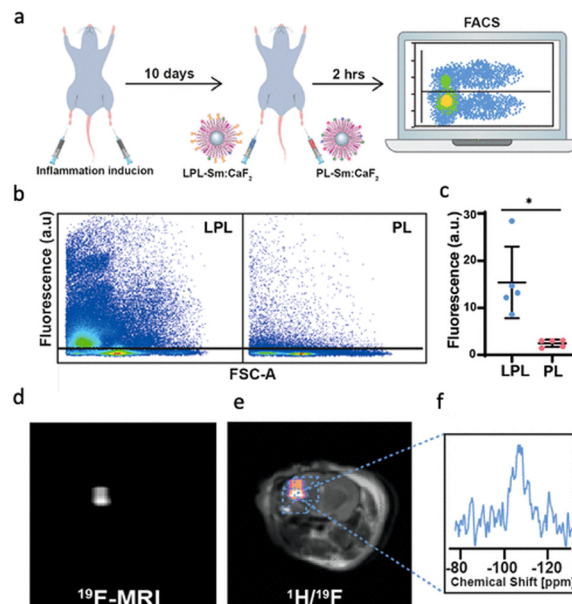 a
FACS
10 days
2 hrs
Inflammation inducion
LPL-Sm:CaF₂
PL-Sm:CaF₂
b
Fluorescence (a.u)
LPL
PL
FSC-A
c
Fluorescence (a.u.)
*
30
20
10
0
LPL
PL
d
¹⁹F-MRI
e
¹H/¹⁹F
f
-80
-100
-120
Chemical Shift [ppm]